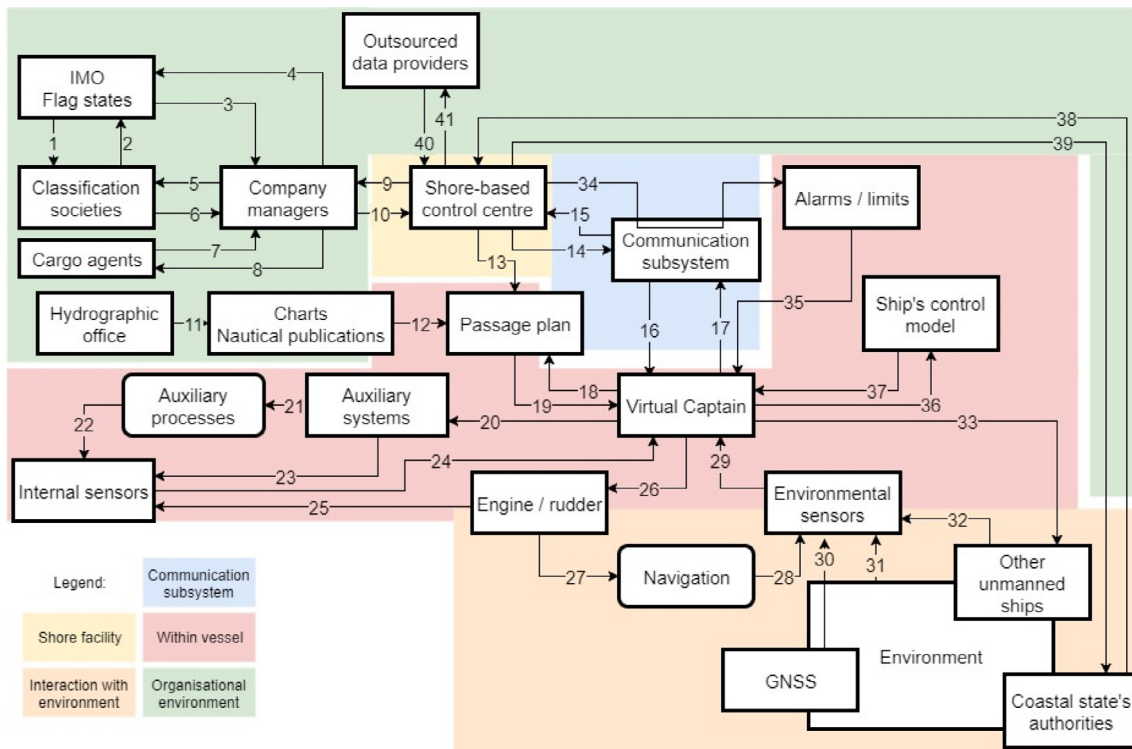 Outsourced
data providers
IMO
Flag states
4
3
38
1
2
40
41
39
Classification
societies
5
6
Company
managers
9
10
Shore-based
control centre
34
15
14
Alarms / limits
Communication
subsystem
Cargo agents
7
8
13
Ship's control
model
35
Hydrographic
office
11
Charts
Nautical publications
12
Passage plan
16
17
Auxiliary
processes
21
Auxiliary
systems
18
19
20
Virtual Captain
37
36
33
22
23
24
29
Internal sensors
25
Engine / rudder
26
Environmental
sensors
32
27
Navigation
28
30
31
Other
unmanned
ships
Legend:
Communication
subsystem
Shore facility
Within vessel
Interaction with
environment
Organisational
environment
Environment
GNSS
Coastal state's
authorities